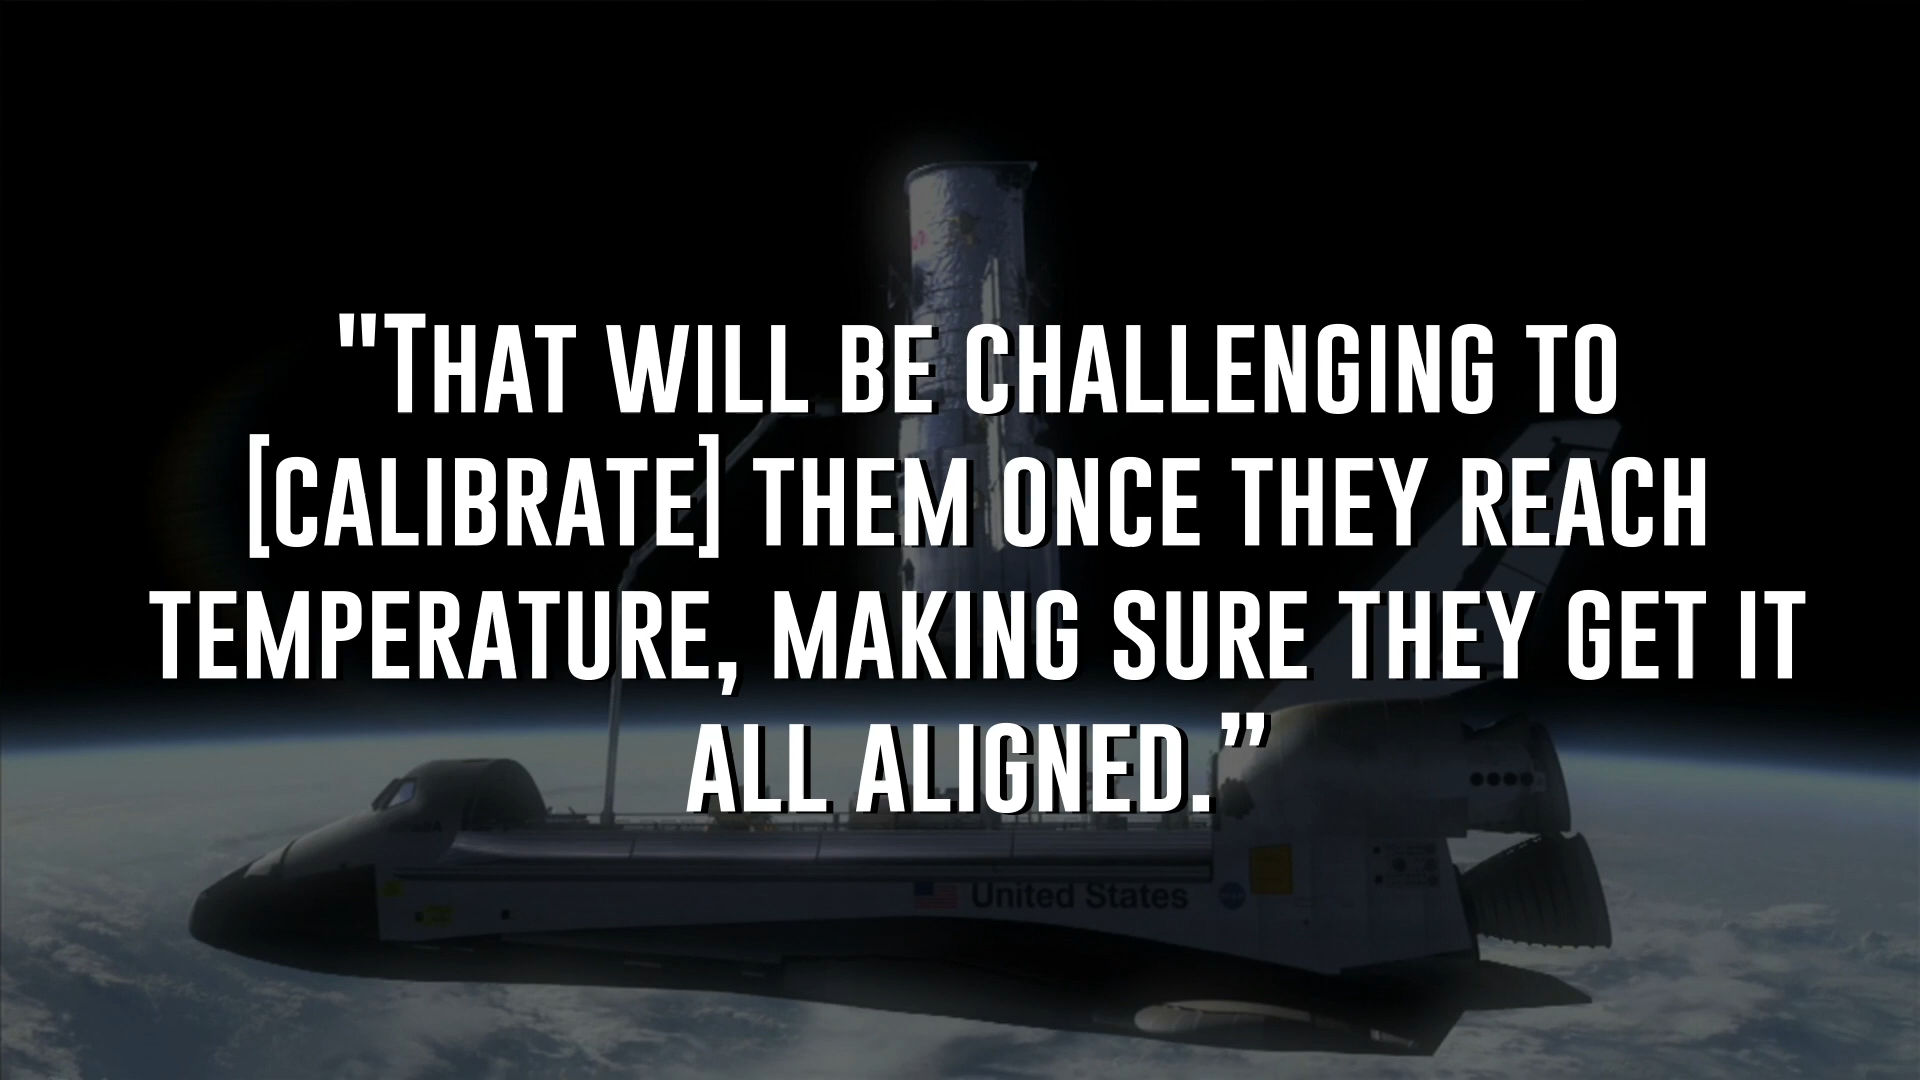 "That will be challenging to
[calibrate] them once they reach
temperature, making sure they get it
all aligned.”
United States